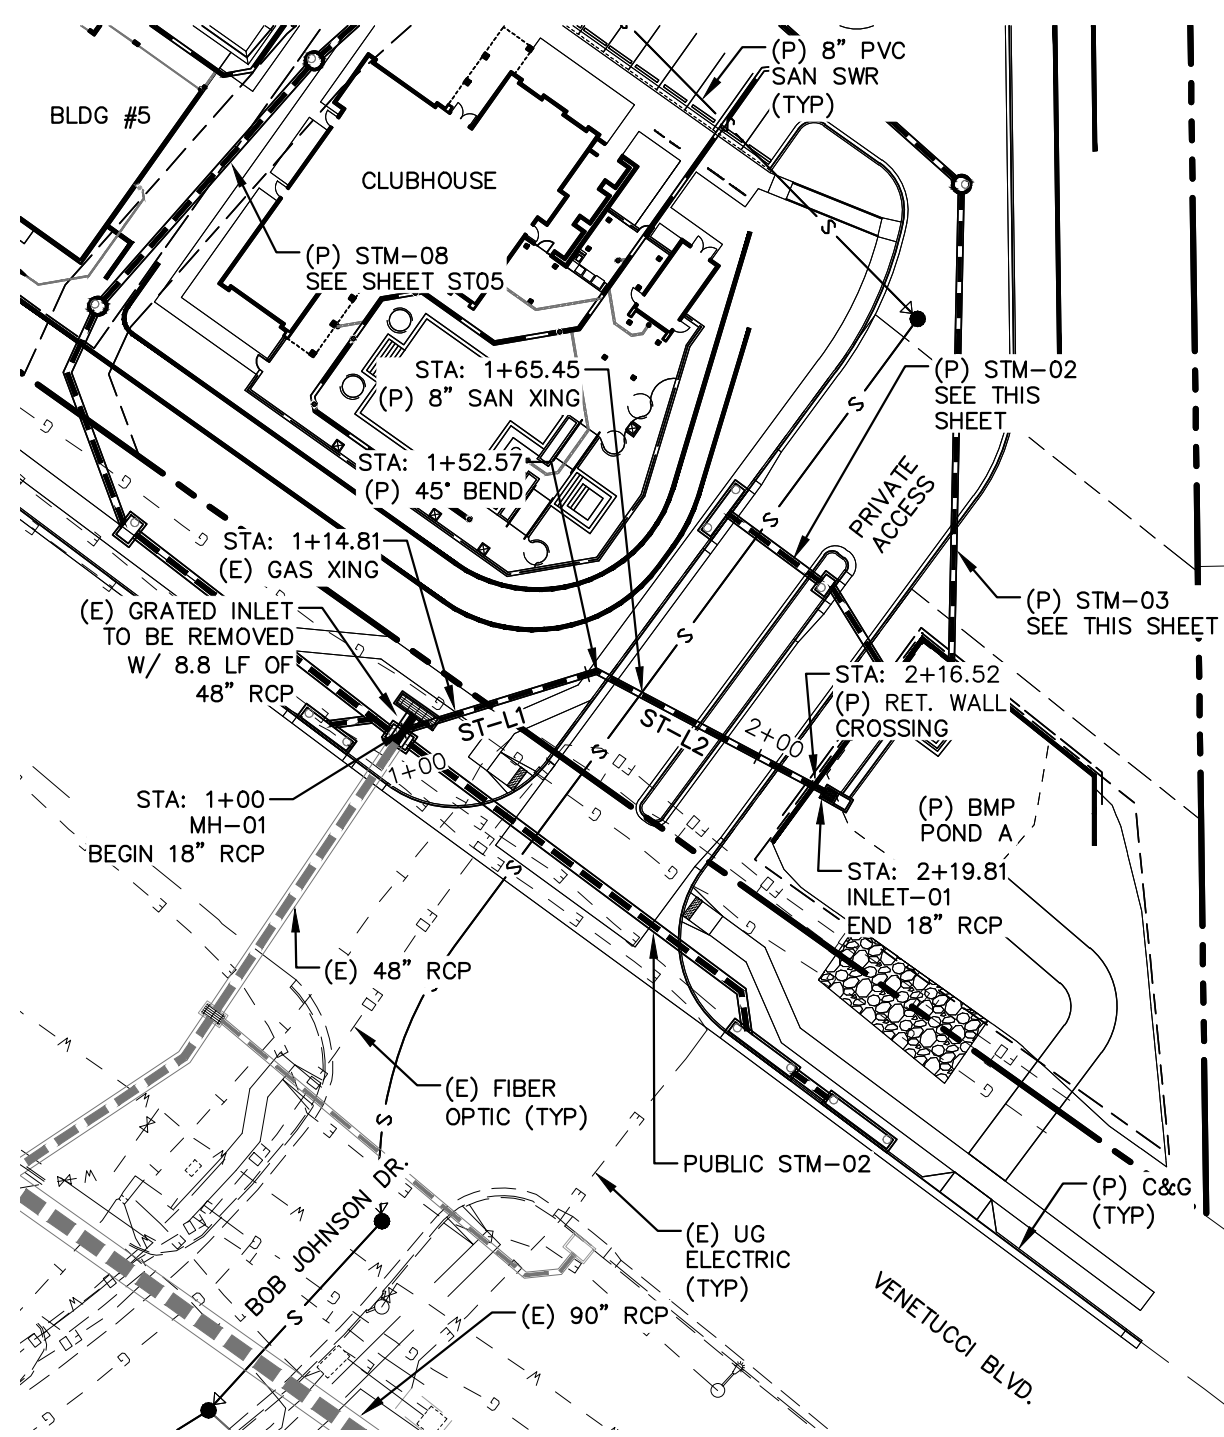 (P) 8" PVC
SAN SWR
(TYP)
BLDG #5
CLUBHOUSE
(P) STM-08
SEE SHEET ST05
STA: 1+65.45
(P) 8" SAN XING
(P) STM-02
SEE THIS
SHEET
STA: 1+52.57
(P) 45° BEND
PRIVATE
ACCESS
STA: 1+14.81
(E) GAS XING
(E) GRATED INLET
TO BE REMOVED
W/ 8.8 LF OF
48" RCP
(P) STM-03
SEE THIS SHEET
STA: 2+16.52
(P) RET. WALL
CROSSING
ST-L1
ST-L2
2+00
1+00
STA: 1+00
MH-01
BEGIN 18" RCP
(P) BMP
POND A
STA: 2+19.81
INLET-01
END 18" RCP
(E) 48" RCP
(E) FIBER
OPTIC (TYP)
PUBLIC STM-02
(P) C&G
(TYP)
(E) UG
ELECTRIC
(TYP)
BOB JOHNSON DR.
(E) 90" RCP
VENETUCCI BLVD.
S
S
S
S
S
S
S
S
S
G
G
G
G
G
G
G
G
FO
FO
FO
FO
E
E
E
W
W
W